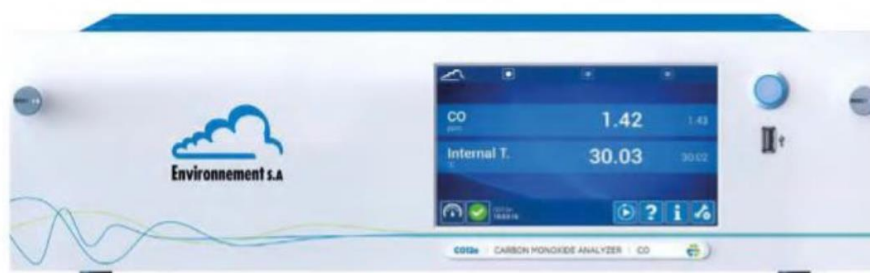 Environnement s.a
CO 1.42 1.43
ppm
Internal T. 30.03 30.02
°C
? i
CO12e CARBON MONOXIDE ANALYZER CO